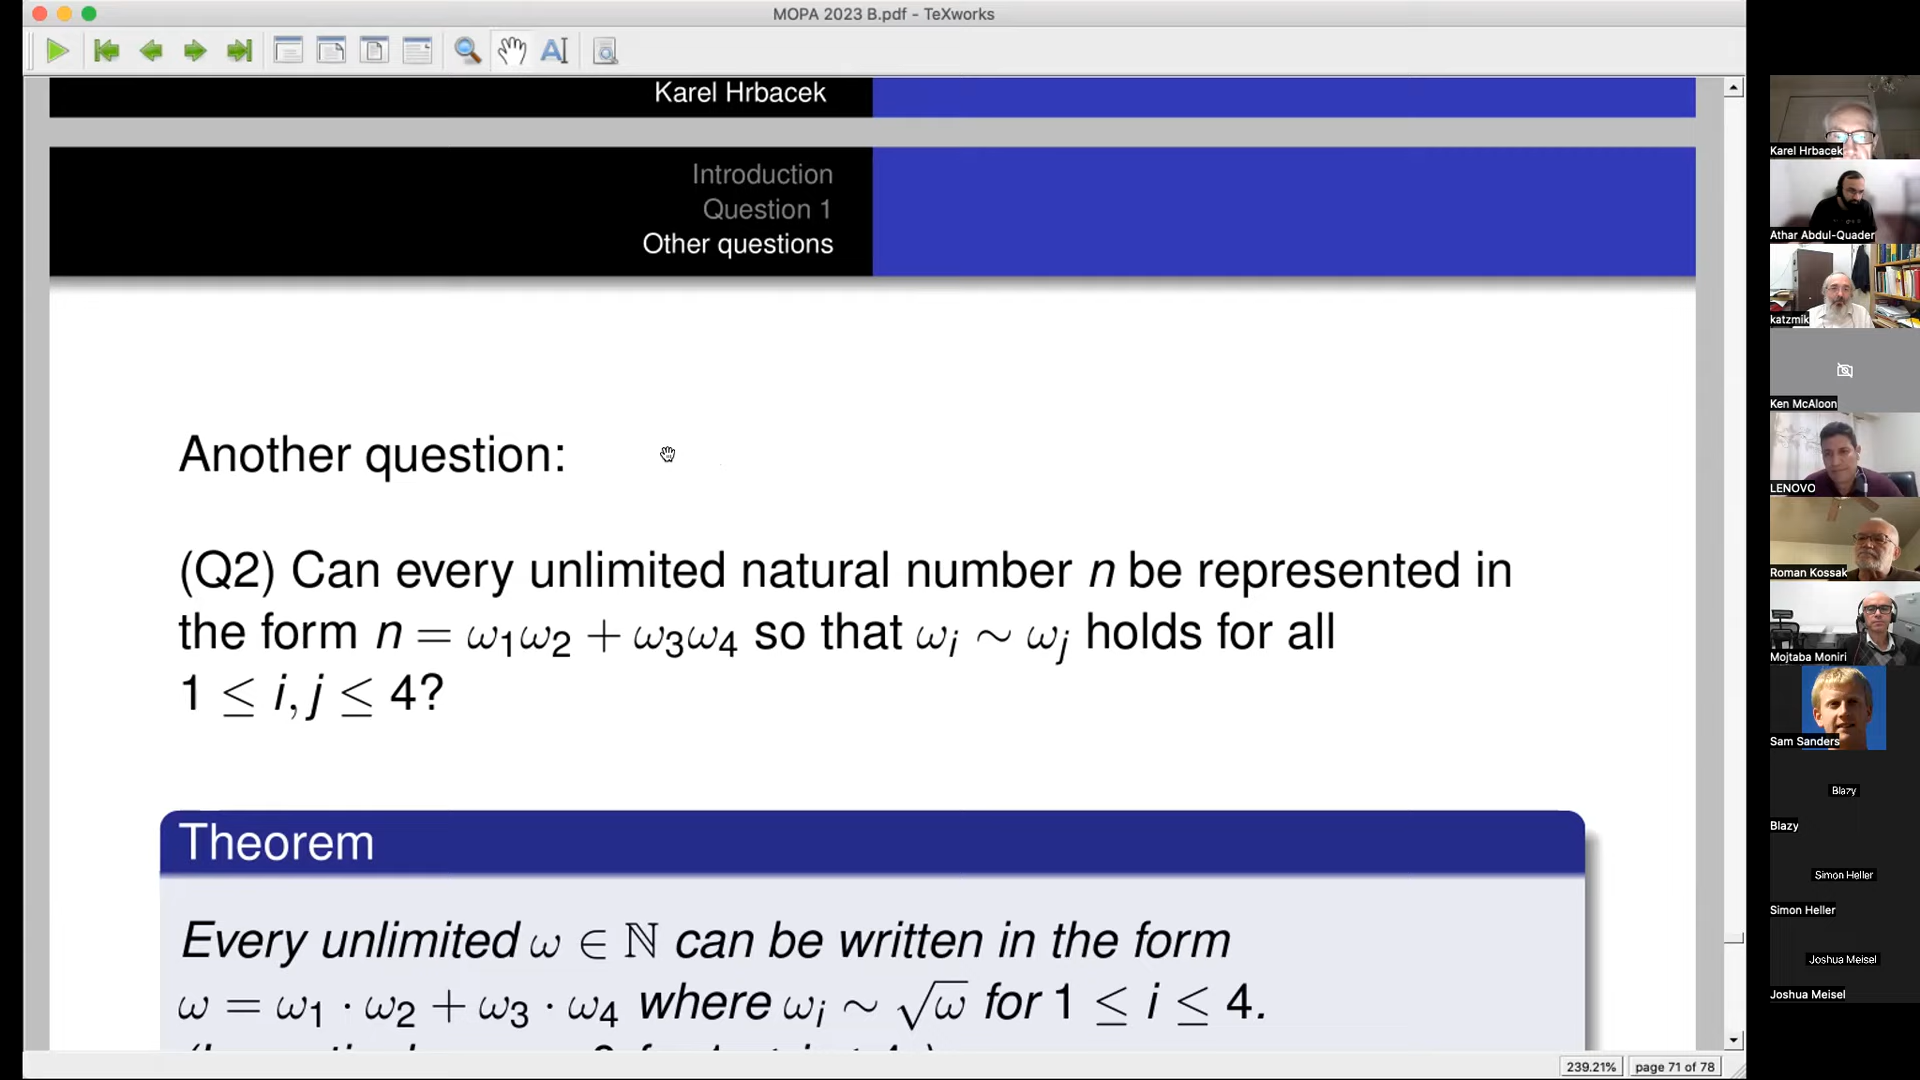 MOPA 2023 B.pdf - TeXworks
Karel Hrbacek
Introduction
Question 1
Other questions
Another question:
(Q2) Can every unlimited natural number n be represented in
the form n = ω₁ω₂ + ω₃ω₄ so that ωᵢ ∼ ωⱼ holds for all
1 ≤ i, j ≤ 4?
Theorem
Every unlimited ω ∈ ℕ can be written in the form
ω = ω₁ · ω₂ + ω₃ · ω₄ where ωᵢ ∼ √ω for 1 ≤ i ≤ 4.
239.21% page 71 of 78
Karel Hrbacek
Athar Abdul-Quader
katzmik
Ken McAloon
LENOVO
Roman Kossak
Mojtaba Moniri
Sam Sanders
Blazy
Blazy
Simon Heller
Simon Heller
Joshua Meisel
Joshua Meisel